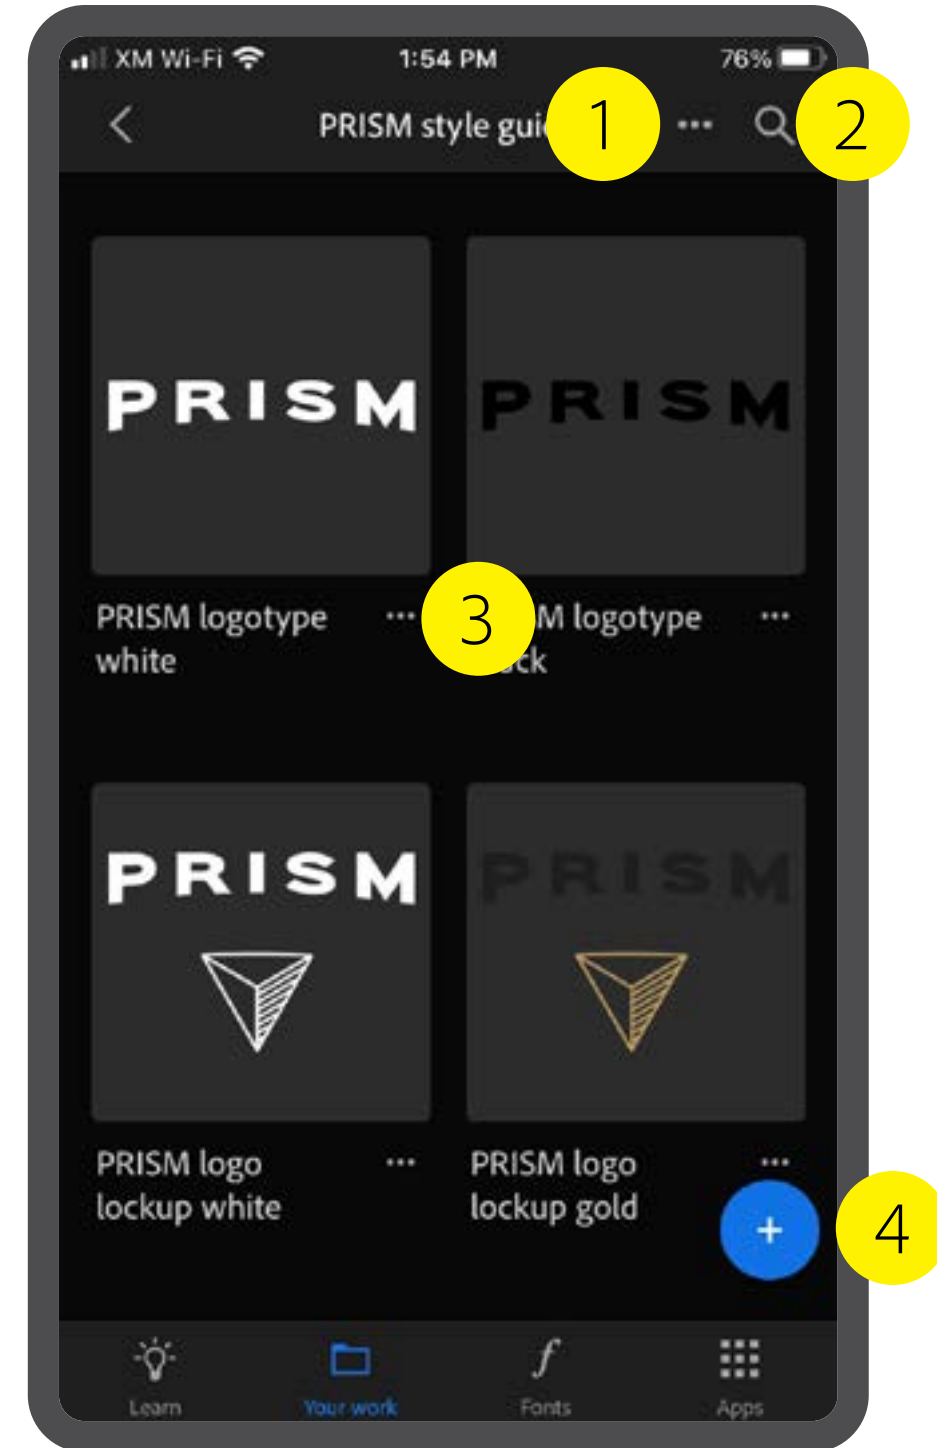 XM Wi-Fi 1:54 PM 76%
PRISM style gui 1 ... 2
PRISM PRISM
PRISM logotype ... 3 M logotype ...
white ck
PRISM PRISM
PRISM logo ... PRISM logo ...
lockup white lockup gold
+ 4
Learn Your work Fonts Apps